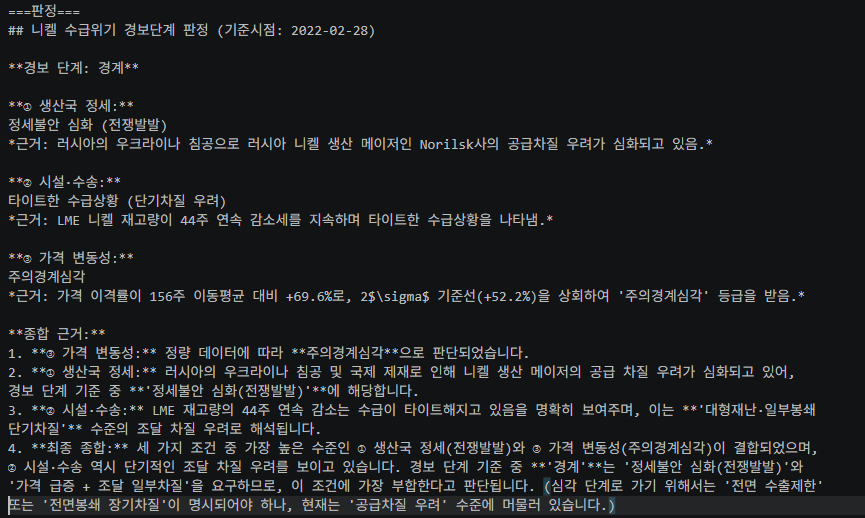 ===판정===
## 니켈 수급위기 경보단계 판정 (기준시점: 2022-02-28)
**경보 단계: 경계**
**① 생산국 정세:**
정세불안 심화 (전쟁발발)
*근거: 러시아의 우크라이나 침공으로 러시아 니켈 생산 메이저인 Norilsk사의 공급차질 우려가 심화되고 있음.*
**② 시설·수송:**
타이트한 수급상황 (단기차질 우려)
*근거: LME 니켈 재고량이 44주 연속 감소세를 지속하며 타이트한 수급상황을 나타냄.*
**③ 가격 변동성:**
주의경계심각
*근거: 가격 이격률이 156주 이동평균 대비 +69.6%로, 2$\sigma$ 기준선(+52.2%)을 상회하여 '주의경계심각' 등급을 받음.*
**종합 근거:**
1. **③ 가격 변동성:** 정량 데이터에 따라 **주의경계심각**으로 판단되었습니다.
2. **① 생산국 정세:** 러시아의 우크라이나 침공 및 국제 제재로 인해 니켈 생산 메이저의 공급 차질 우려가 심화되고 있어,
경보 단계 기준 중 **'정세불안 심화(전쟁발발)'**에 해당합니다.
3. **② 시설·수송:** LME 재고량의 44주 연속 감소는 수급이 타이트해지고 있음을 명확히 보여주며, 이는 **'대형재난·일부봉쇄
단기차질'** 수준의 조달 차질 우려로 해석됩니다.
4. **최종 종합:** 세 가지 조건 중 가장 높은 수준인 ① 생산국 정세(전쟁발발)와 ③ 가격 변동성(주의경계심각)이 결합되었으며,
② 시설·수송 역시 단기적인 조달 차질 우려를 보이고 있습니다. 경보 단계 기준 중 **'경계'**는 '정세불안 심화(전쟁발발)'와
'가격 급등 + 조달 일부차질'을 요구하므로, 이 조건에 가장 부합한다고 판단됩니다. (심각 단계로 가기 위해서는 '전면 수출제한'
또는 '전면봉쇄 장기차질'이 명시되어야 하나, 현재는 '공급차질 우려' 수준에 머물러 있습니다.)